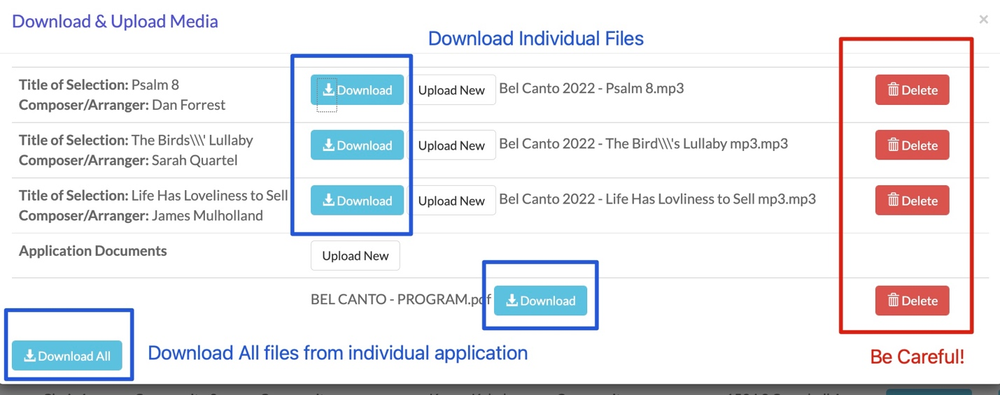 Download & Upload Media
×
Download Individual Files
Title of Selection: Psalm 8
Composer/Arranger: Dan Forrest
Download
Upload New
Bel Canto 2022 - Psalm 8.mp3
Delete
Title of Selection: The Birds\\\' Lullaby
Composer/Arranger: Sarah Quartel
Download
Upload New
Bel Canto 2022 - The Bird\\\'s Lullaby mp3.mp3
Delete
Title of Selection: Life Has Loveliness to Sell
Composer/Arranger: James Mulholland
Download
Upload New
Bel Canto 2022 - Life Has Lovliness to Sell mp3.mp3
Delete
Application Documents
Upload New
BEL CANTO - PROGRAM.pdf
Download
Delete
Download All
Download All files from individual application
Be Careful!